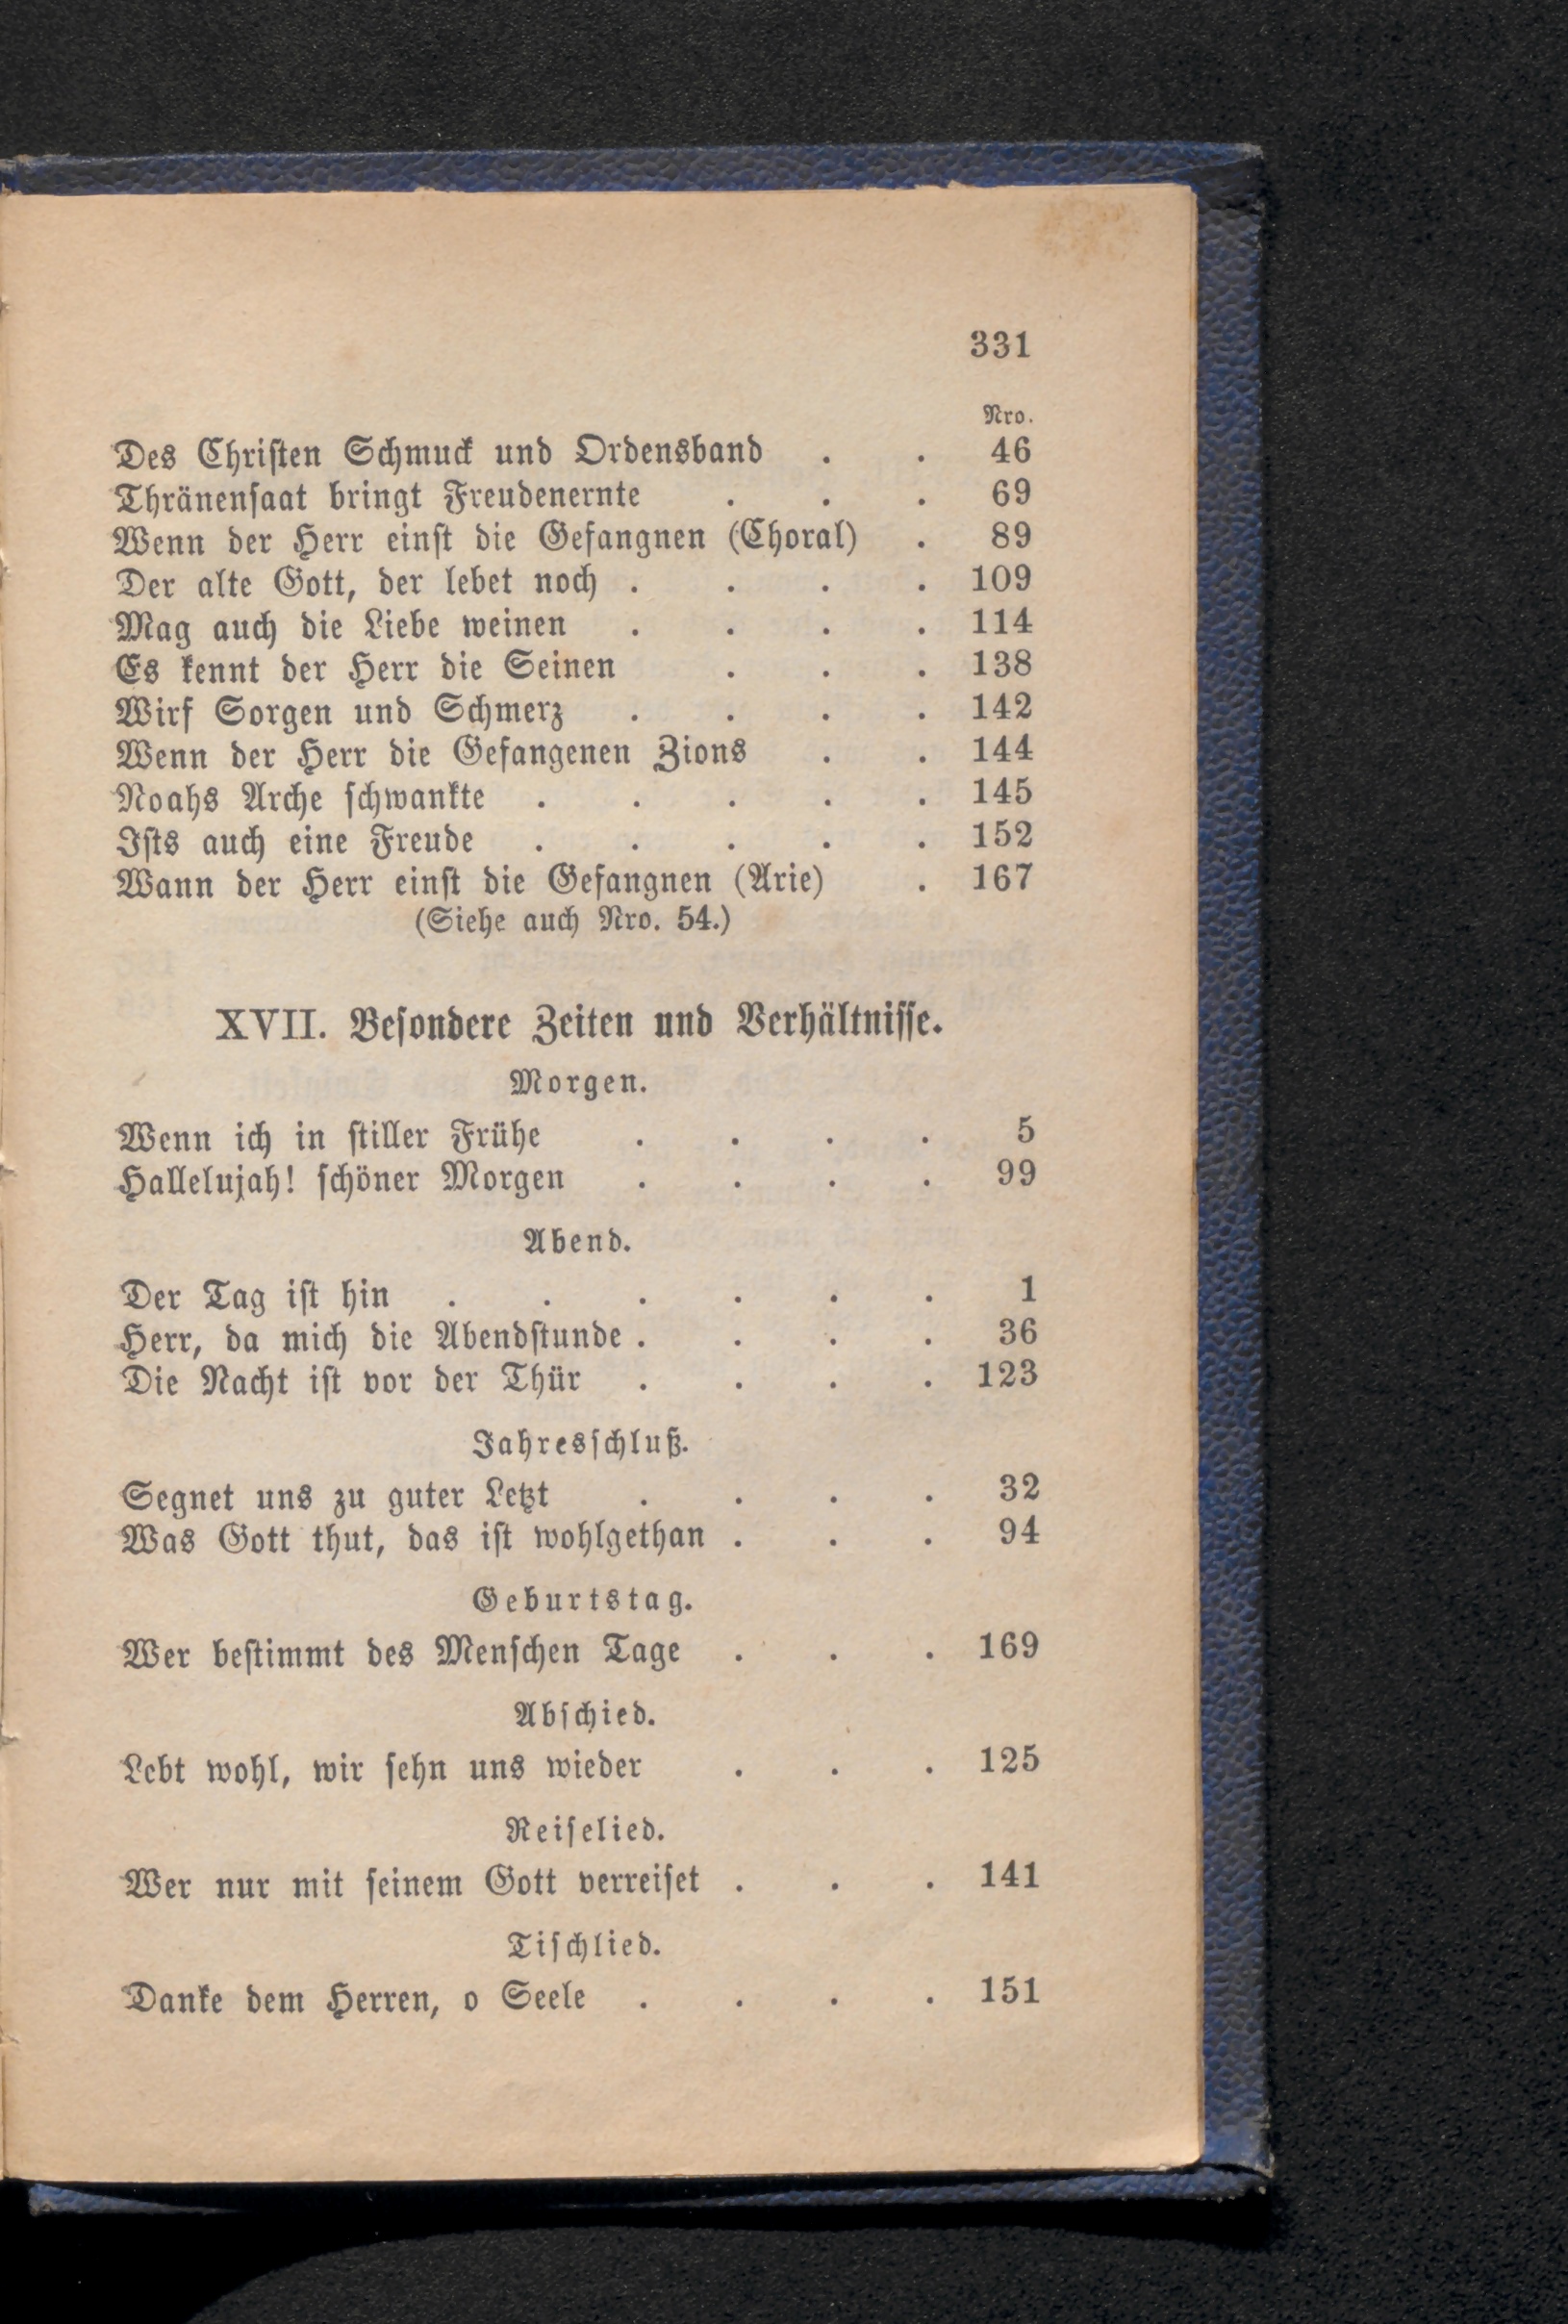 331
Nro.
Des Chriſten Schmuck und Ordensband . . 46
Thränenſaat bringt Freudenernte . . . 69
Wenn der Herr einſt die Gefangnen (Choral) . 89
Der alte Gott, der lebet noch . . . . 109
Mag auch die Liebe weinen . . . . 114
Es kennt der Herr die Seinen . . . 138
Wirf Sorgen und Schmerz . . . . 142
Wenn der Herr die Gefangenen Zions . . 144
Noahs Arche ſchwankte . . . . . 145
Iſts auch eine Freude . . . . . 152
Wann der Herr einſt die Gefangnen (Arie) . 167
(Siehe auch Nro. 54.)
XVII. Beſondere Zeiten und Verhältniſſe.
Morgen.
Wenn ich in ſtiller Frühe . . . . 5
Hallelujah! ſchöner Morgen . . . . 99
Abend.
Der Tag iſt hin . . . . . . 1
Herr, da mich die Abendſtunde . . . . 36
Die Nacht iſt vor der Thür . . . . 123
Jahresſchluß.
Segnet uns zu guter Letzt . . . . 32
Was Gott thut, das iſt wohlgethan . . . 94
Geburtstag.
Wer beſtimmt des Menſchen Tage . . . 169
Abſchied.
Lebt wohl, wir ſehn uns wieder . . . 125
Reiſelied.
Wer nur mit ſeinem Gott verreiſet . . . 141
Tiſchlied.
Danke dem Herren, o Seele . . . . 151